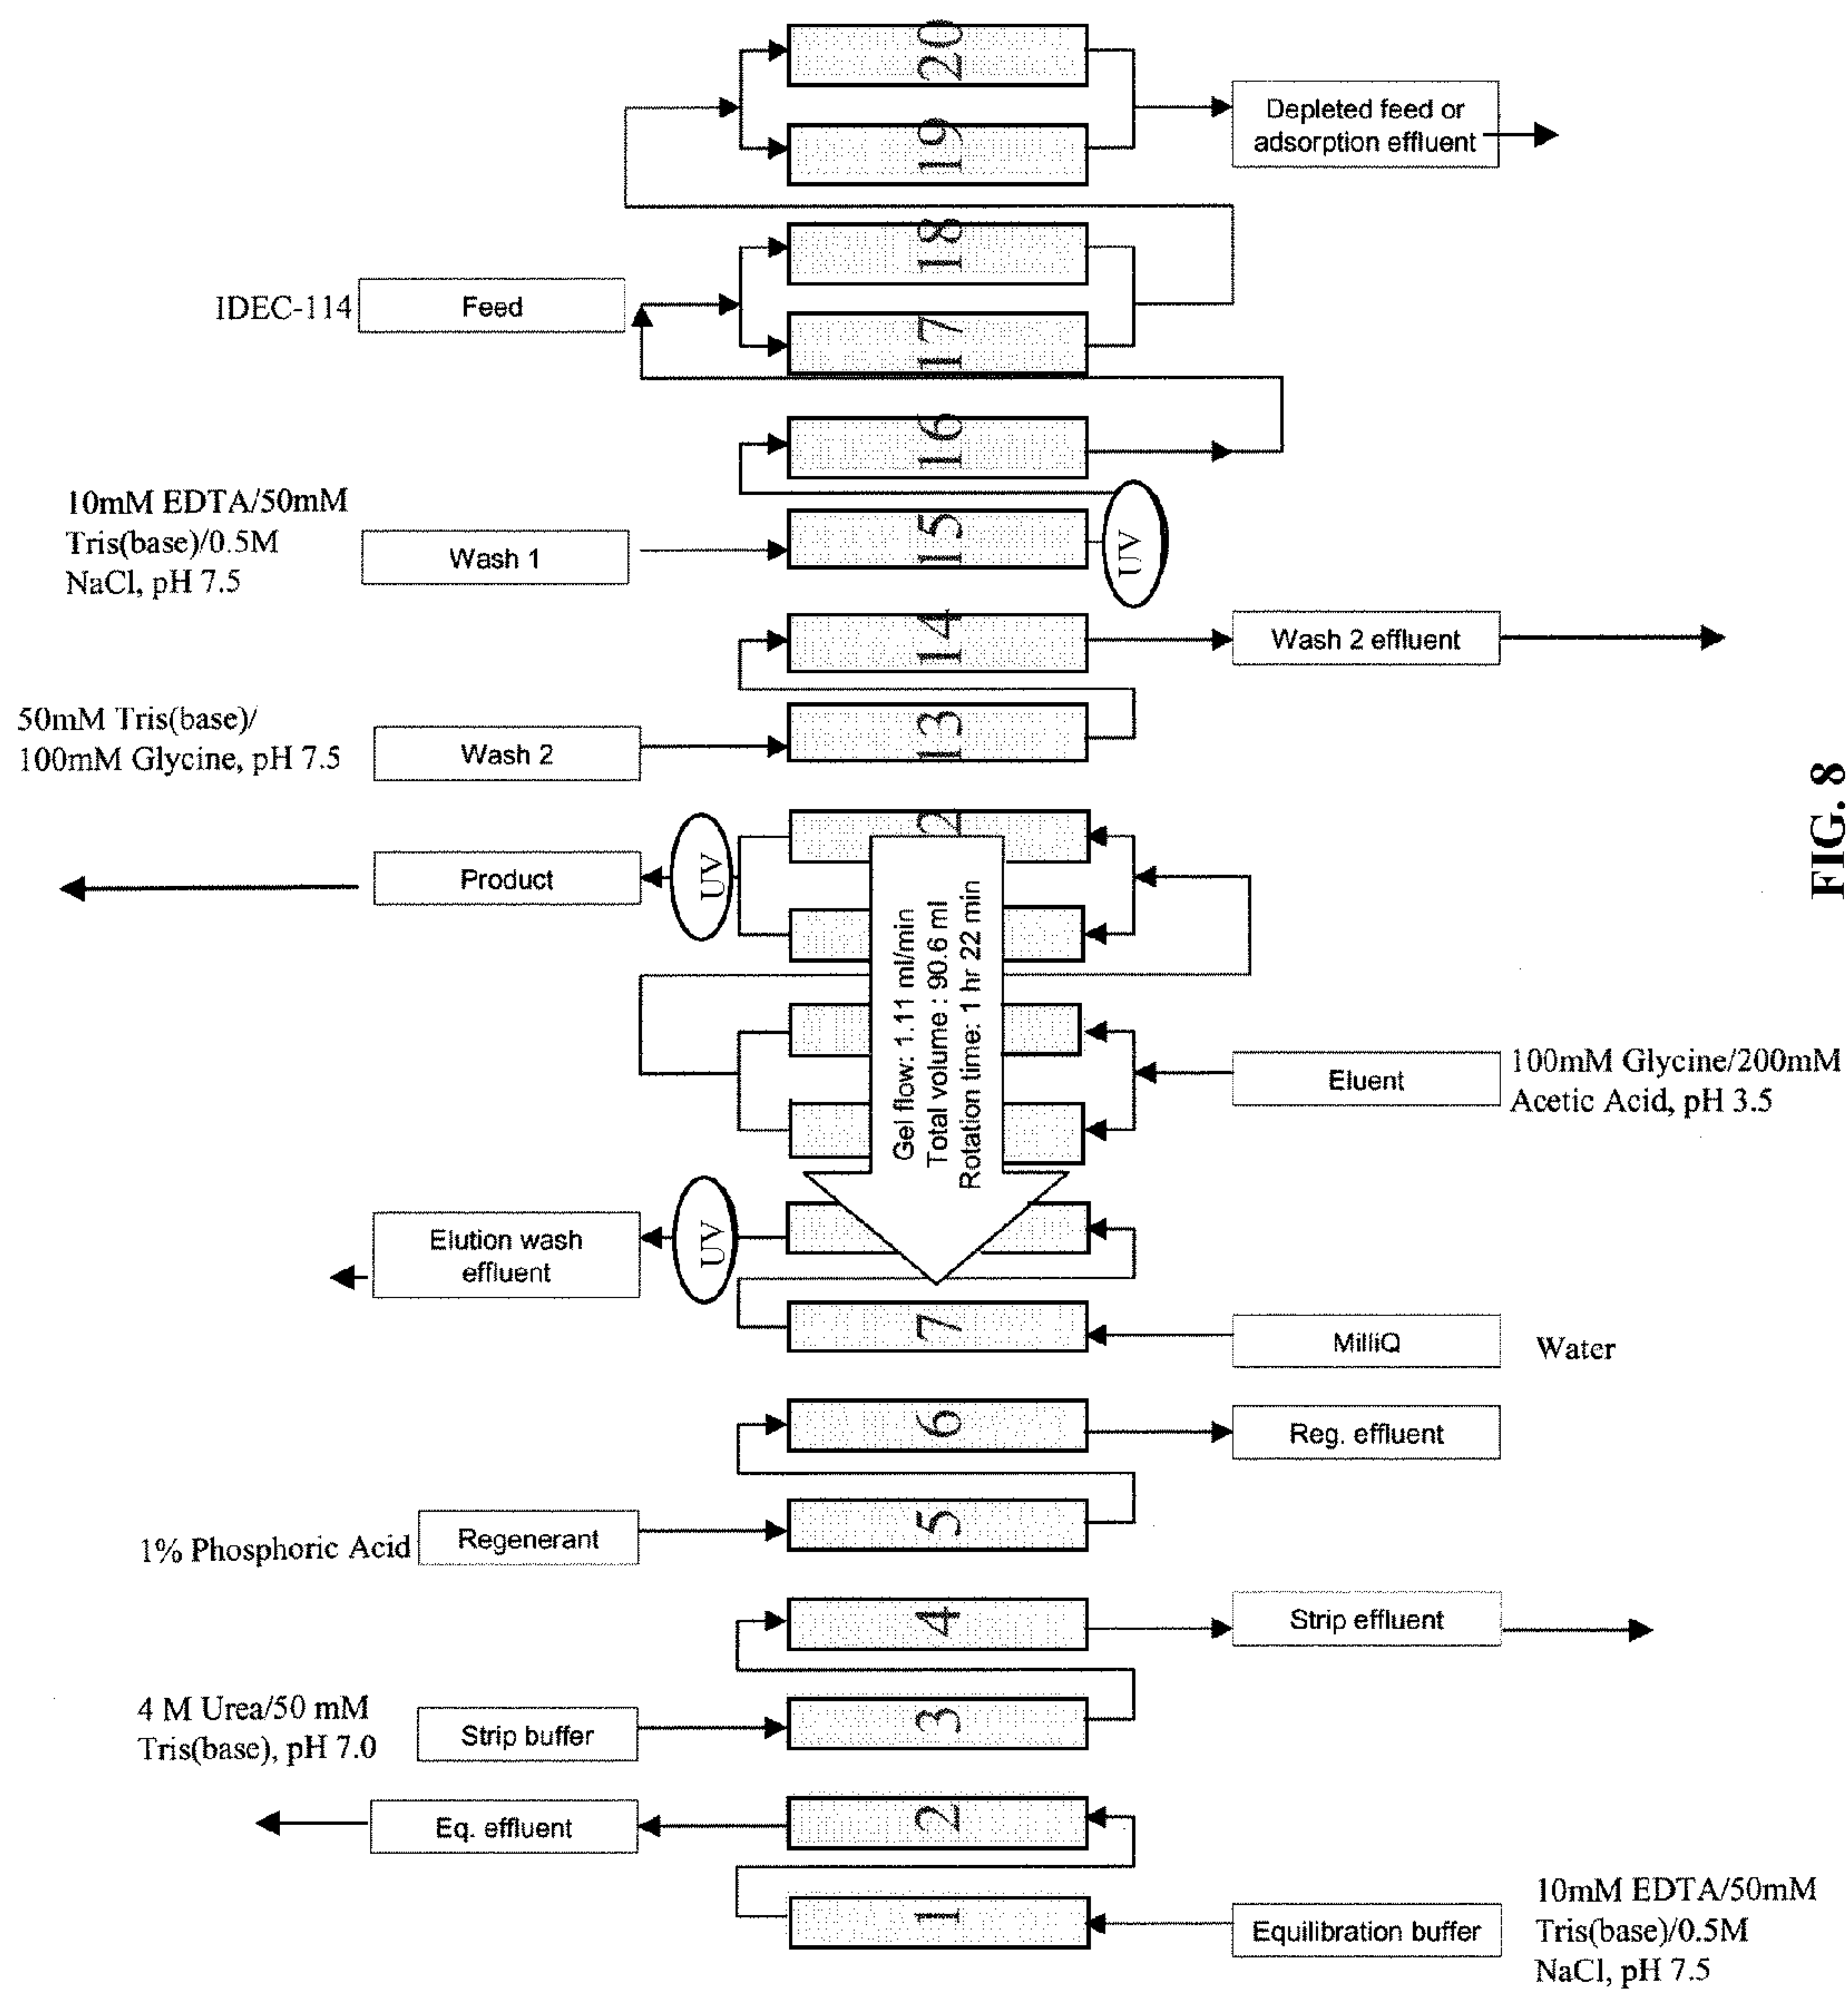 20
19
Depleted feed or
adsorption effluent
18
IDEC-114
Feed
17
16
10mM EDTA/50mM
Tris(base)/0.5M
NaCl, pH 7.5
Wash 1
15
UV
14
Wash 2 effluent
50mM Tris(base)/
100mM Glycine, pH 7.5
Wash 2
13
FIG. 8
2
Product
UV
Gel flow: 1.11 ml/min
Total volume : 90.6 ml
Rotation time: 1 hr 22 min
Eluent
100mM Glycine/200mM
Acetic Acid, pH 3.5
Elution wash
effluent
UV
7
MilliQ
Water
6
Reg. effluent
1% Phosphoric Acid
Regenerant
5
4
Strip effluent
4 M Urea/50 mM
Tris(base), pH 7.0
Strip buffer
3
Eq. effluent
2
1
Equilibration buffer
10mM EDTA/50mM
Tris(base)/0.5M
NaCl, pH 7.5